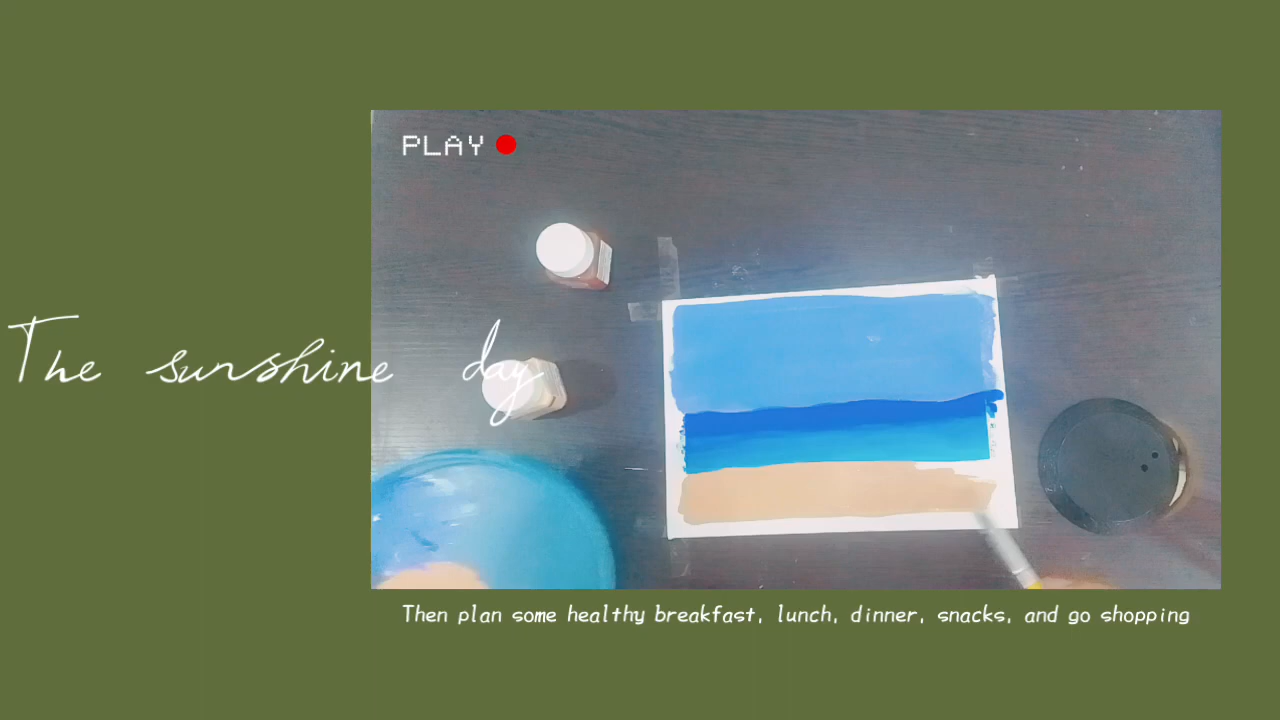 PLAY
The sunshine day
Then plan some healthy breakfast, lunch, dinner, snacks, and go shopping